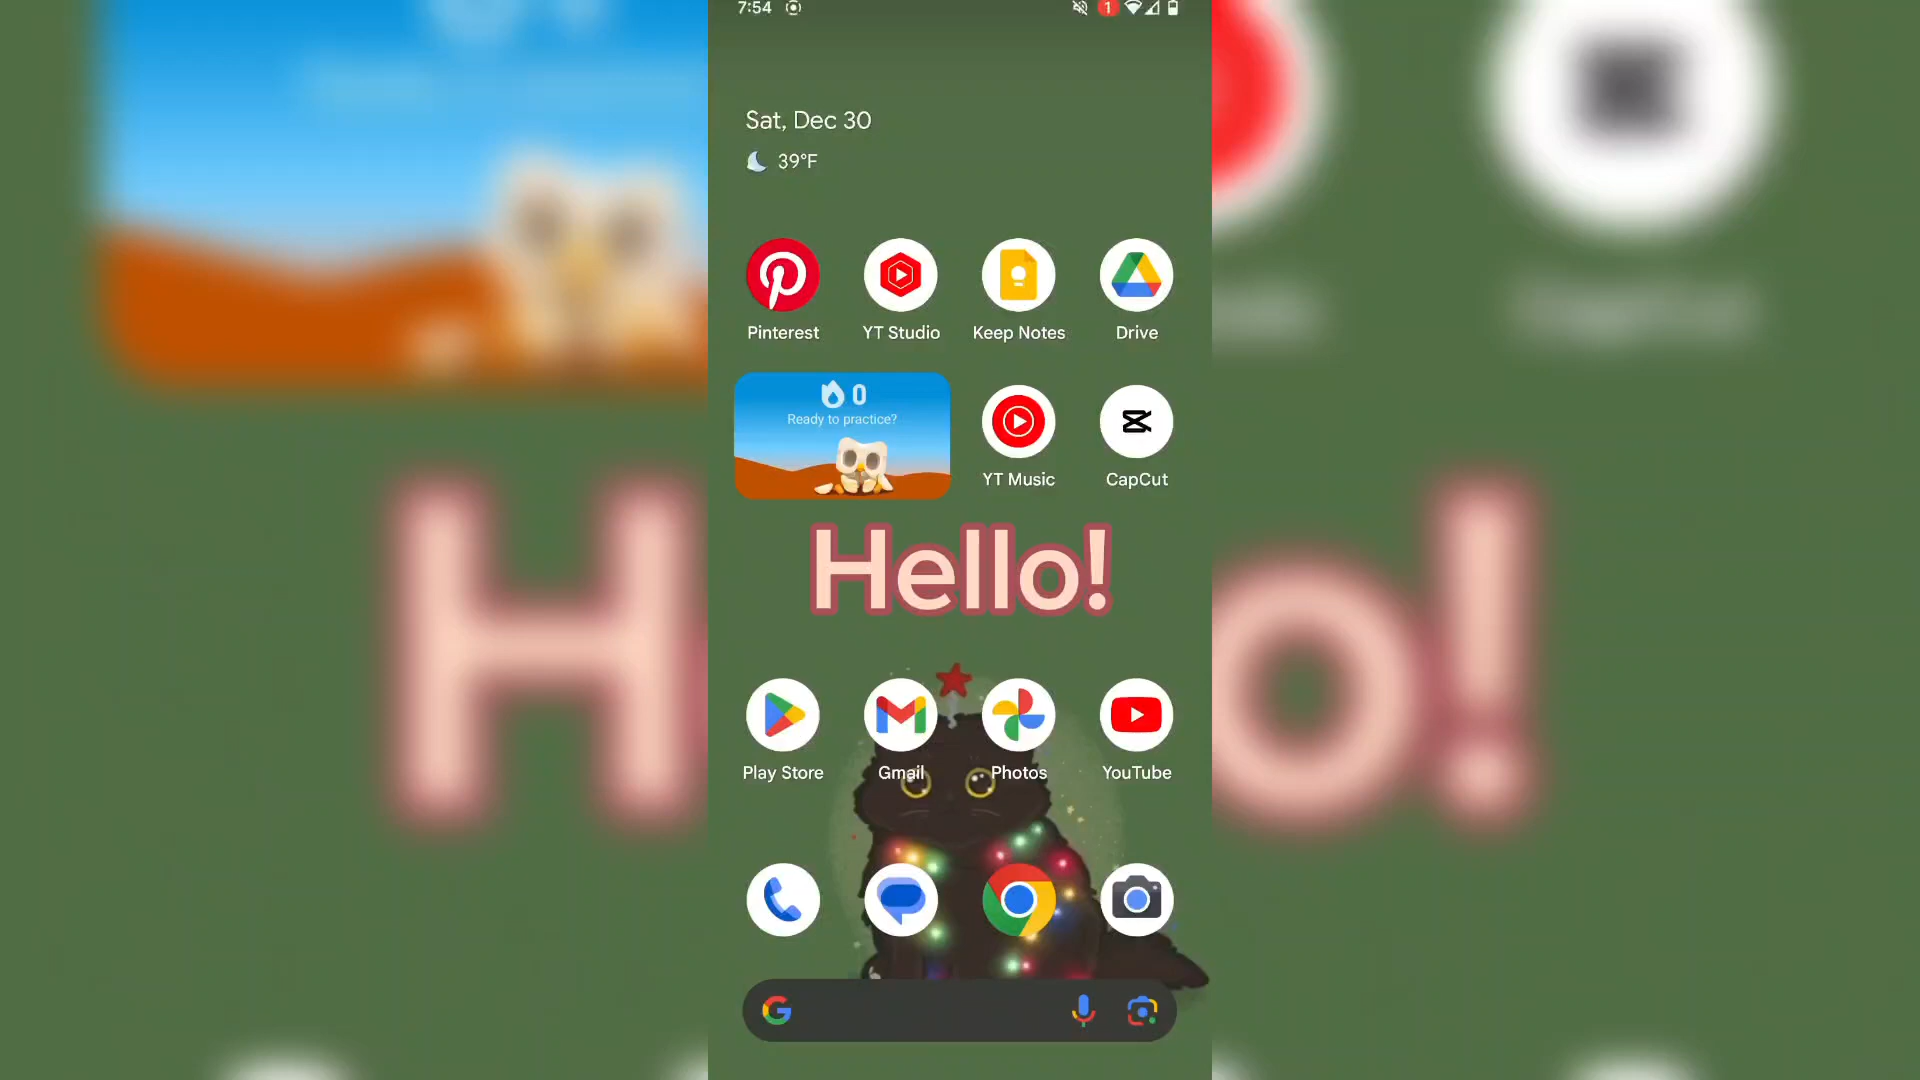 7:54
1
Sat, Dec 30
39°F
Pinterest
YT Studio
Keep Notes
Drive
0
Ready to practice?
YT Music
CapCut
Hello!
Play Store
Gmail
Photos
YouTube